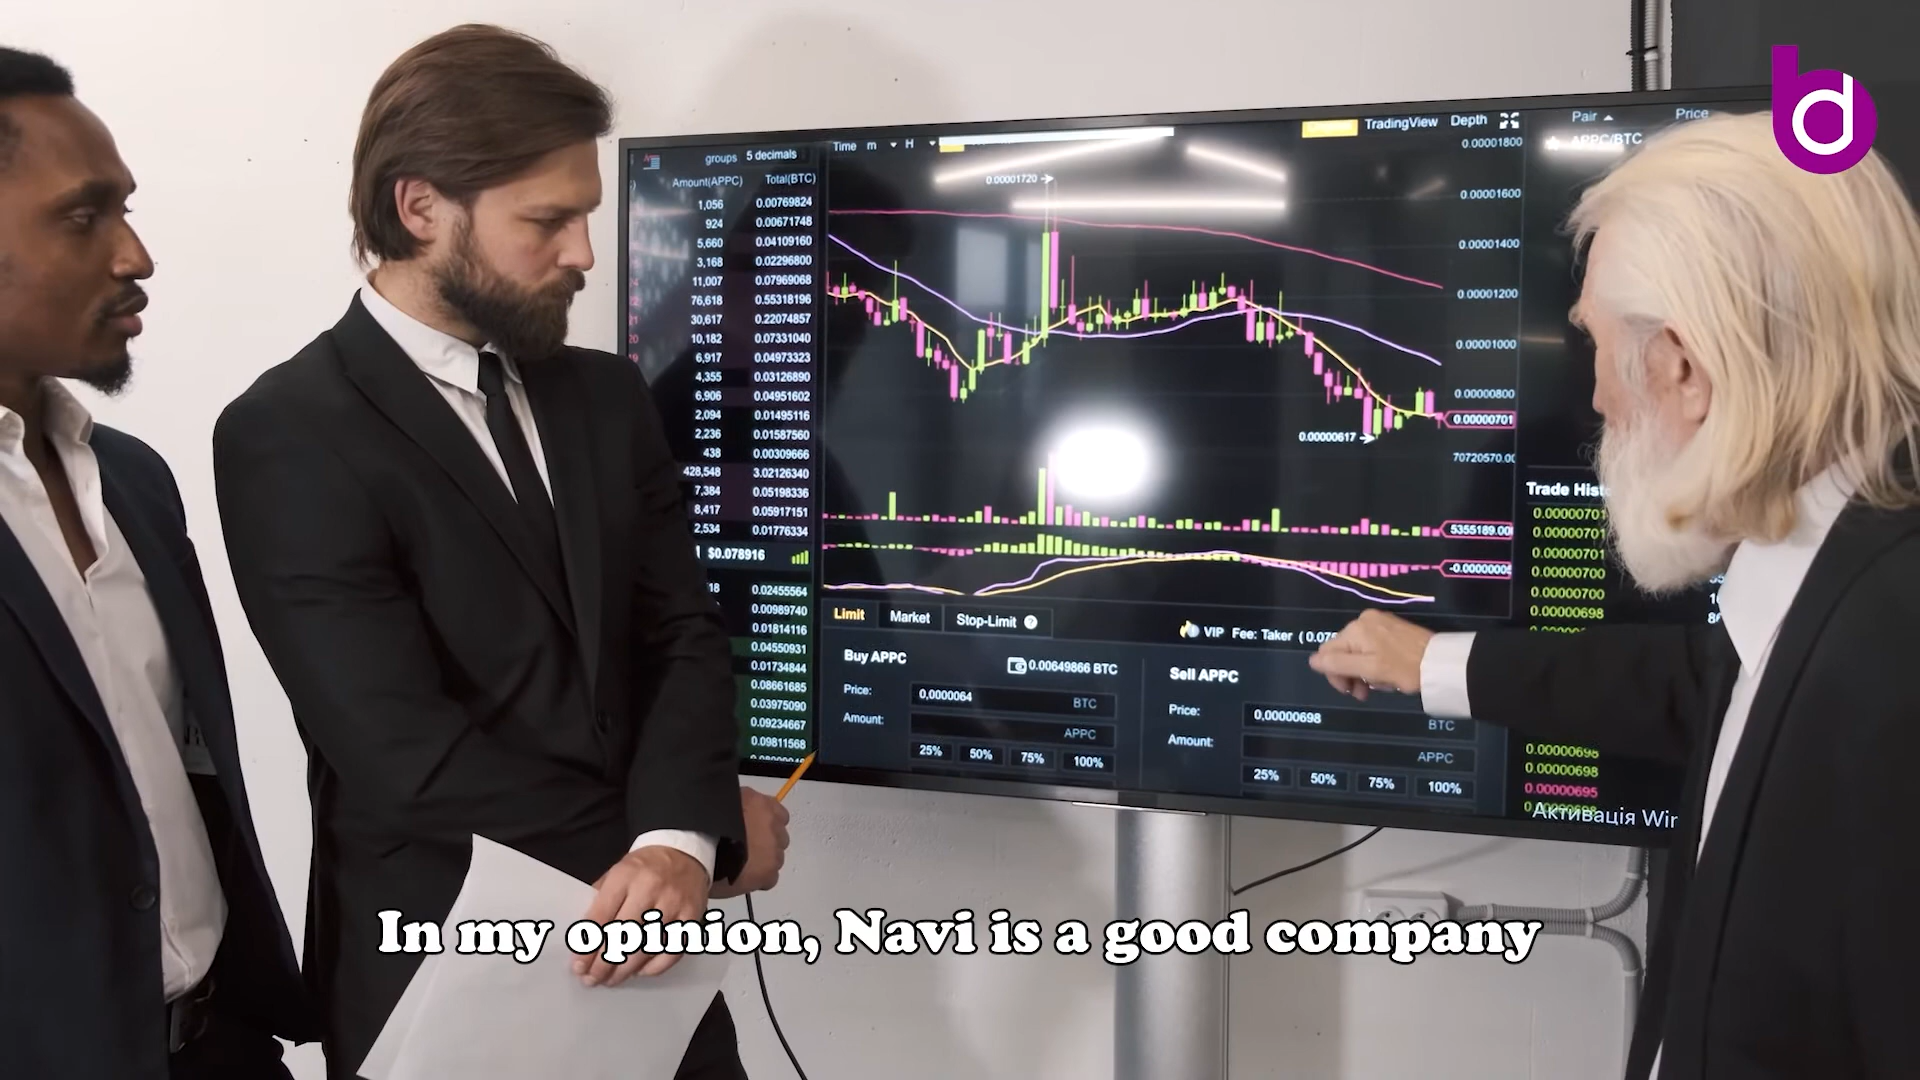 groups 5 decimals
Amount(APPC) Total(BTC)
1,056 0.00769824
924 0.00671748
5,660 0.04109160
3,168 0.02296800
11,007 0.07969068
76,618 0.55318196
30,617 0.22074857
10,182 0.07331040
6,917 0.04973323
4,355 0.03126890
6,906 0.04951602
2,094 0.01495116
2,236 0.01587560
438 0.00309666
428,548 3.02126340
7,384 0.05198336
8,417 0.05917151
2,534 0.01776334
$0.078916
18 0.02455564
0.00989740
0.01814116
0.04550931
0.01734844
0.08661685
0.03975090
0.09234667
0.09811568
Time m H
TradingView Depth
0.00001800
0.00001720
0.00001600
0.00001400
0.00001200
0.00001000
0.00000800
0.00000701
0.00000617
70720570.00
5355189.00
-0.00000005
Limit Market Stop-Limit ?
VIP Fee: Taker
Buy APPC 0.00649866 BTC
Price: 0,0000064 BTC
Amount: APPC
25% 50% 75% 100%
Sell APPC
Price: 0,00000698 BTC
Amount: APPC
25% 50% 75% 100%
Pair Price
APPC/BTC
Trade Hist
0.00000701
0.00000701
0.00000701
0.00000700
0.00000700
0.00000698
0.00000698
0.00000698
0.00000695
Активація Wir
bd
In my opinion, Navi is a good company